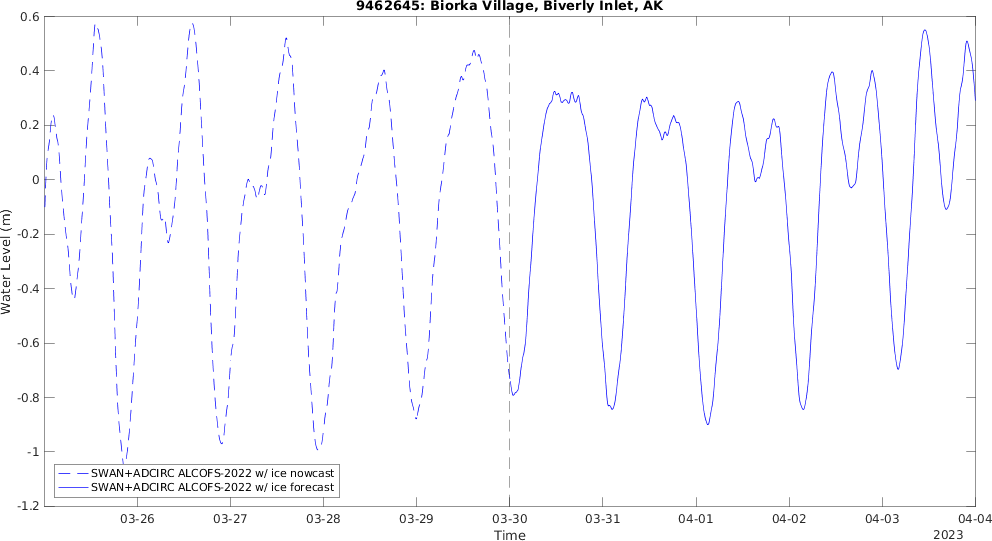 9462645: Biorka Village, Biverly Inlet, AK
0.6
0.4
0.2
0
-0.2
-0.4
-0.6
-0.8
-1
-1.2
Water Level (m)
SWAN+ADCIRC ALCOFS-2022 w/ ice nowcast
SWAN+ADCIRC ALCOFS-2022 w/ ice forecast
03-26 03-27 03-28 03-29 03-30 03-31 04-01 04-02 04-03 04-04
Time
2023